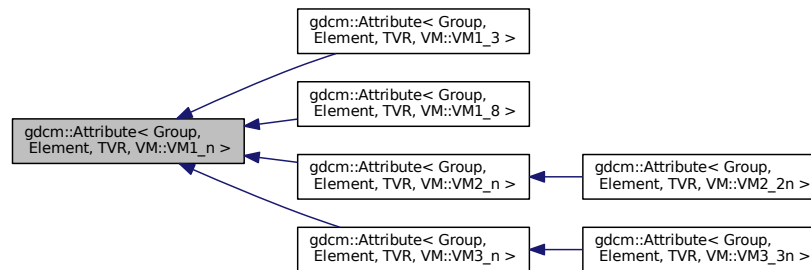 gdcm::Attribute< Group,
Element, TVR, VM::VM1_n >
gdcm::Attribute< Group,
Element, TVR, VM::VM1_3 >
gdcm::Attribute< Group,
Element, TVR, VM::VM1_8 >
gdcm::Attribute< Group,
Element, TVR, VM::VM2_n >
gdcm::Attribute< Group,
Element, TVR, VM::VM2_2n >
gdcm::Attribute< Group,
Element, TVR, VM::VM3_n >
gdcm::Attribute< Group,
Element, TVR, VM::VM3_3n >